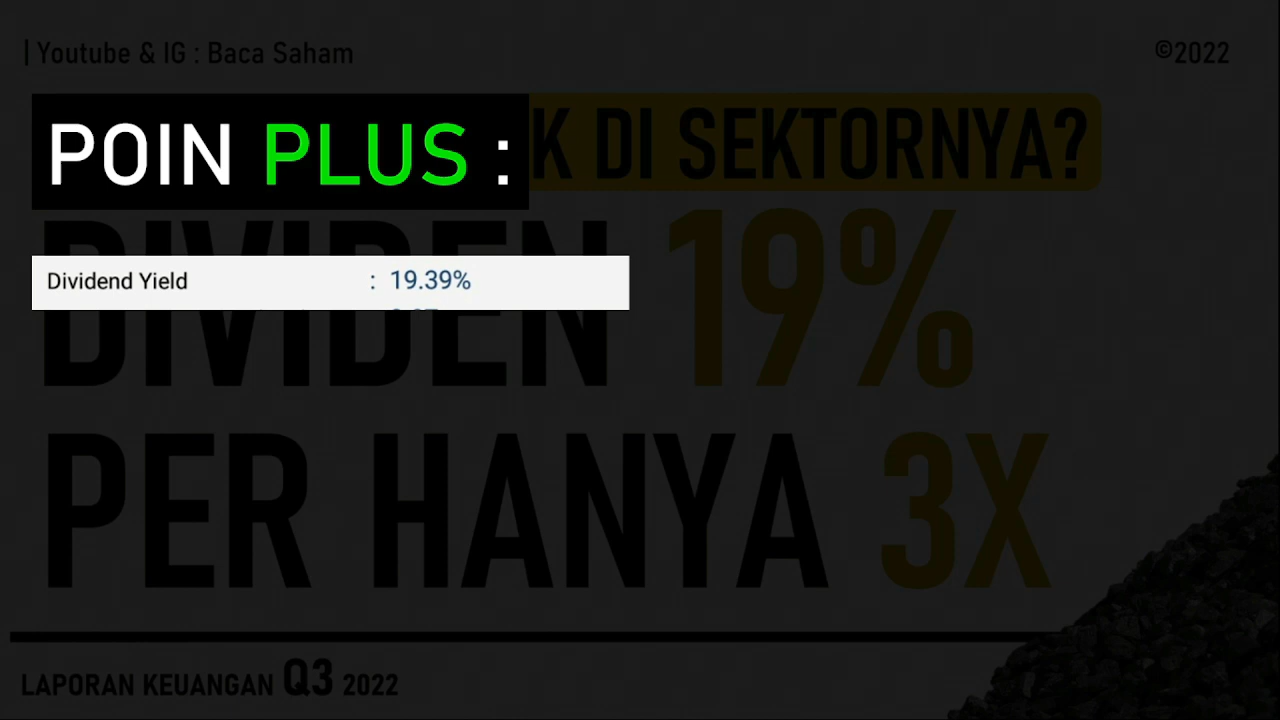 | Youtube & IG : Baca Saham
©2022
POIN PLUS :
K DI SEKTORNYA?
DIVIDEN 19%
Dividend Yield : 19.39%
PER HANYA 3X
LAPORAN KEUANGAN Q3 2022